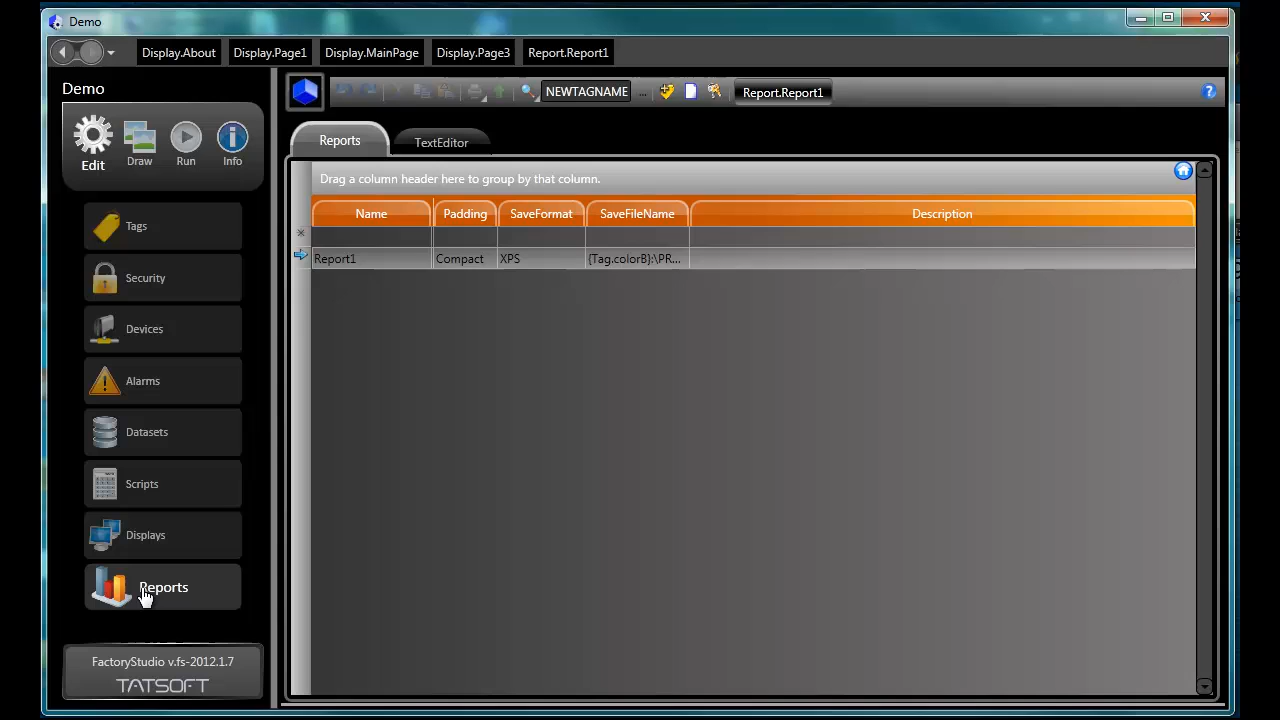 Demo
Display.About
Display.Page1
Display.MainPage
Display.Page3
Report.Report1
Demo
Edit
Draw
Run
Info
Tags
Security
Devices
Alarms
Datasets
Scripts
Displays
Reports
FactoryStudio v.fs-2012.1.7
TATSOFT
NEWTAGNAME
...
Report.Report1
Reports
TextEditor
Drag a column header here to group by that column.
Name Padding SaveFormat SaveFileName Description
Report1 Compact XPS {Tag.colorB}:\PR...